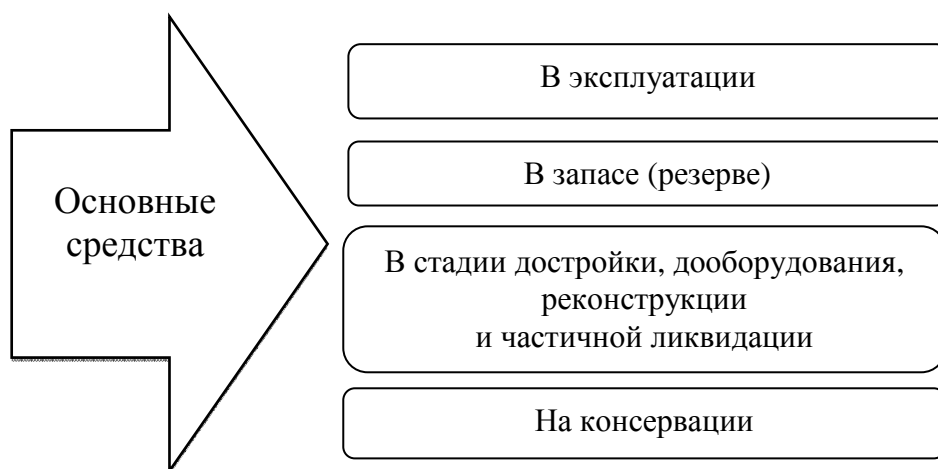 Основные
средства
В эксплуатации
В запасе (резерве)
В стадии достройки, дооборудования,
реконструкции
и частичной ликвидации
На консервации